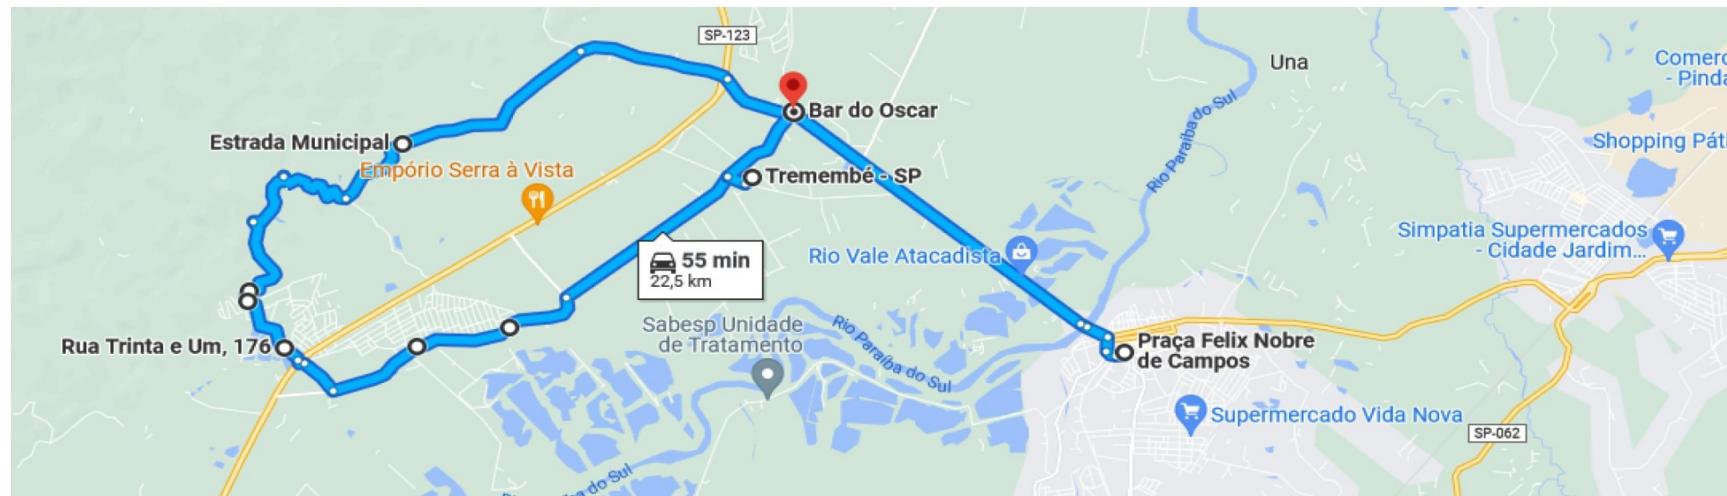 SP-123
Una
Comerc
- Pinda
Bar do Oscar
Rio Paraíba do Sul
Estrada Municipal
Shopping Páti
Empório Serra à Vista
Tremembé - SP
Simpatia Supermercados
- Cidade Jardim...
Rio Vale Atacadista
55 min
22,5 km
Sabesp Unidade
de Tratamento
Rio Paraíba do Sul
Rua Trinta e Um, 176
Praça Felix Nobre
de Campos
Supermercado Vida Nova
SP-062
do Sul